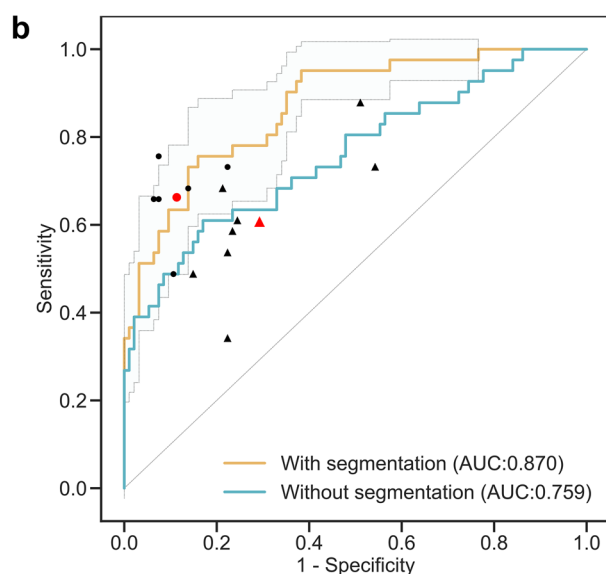 b
1.0
0.8
0.6
0.4
0.2
0.0
Sensitivity
With segmentation (AUC:0.870)
Without segmentation (AUC:0.759)
0.0 0.2 0.4 0.6 0.8 1.0
1 - Specificity